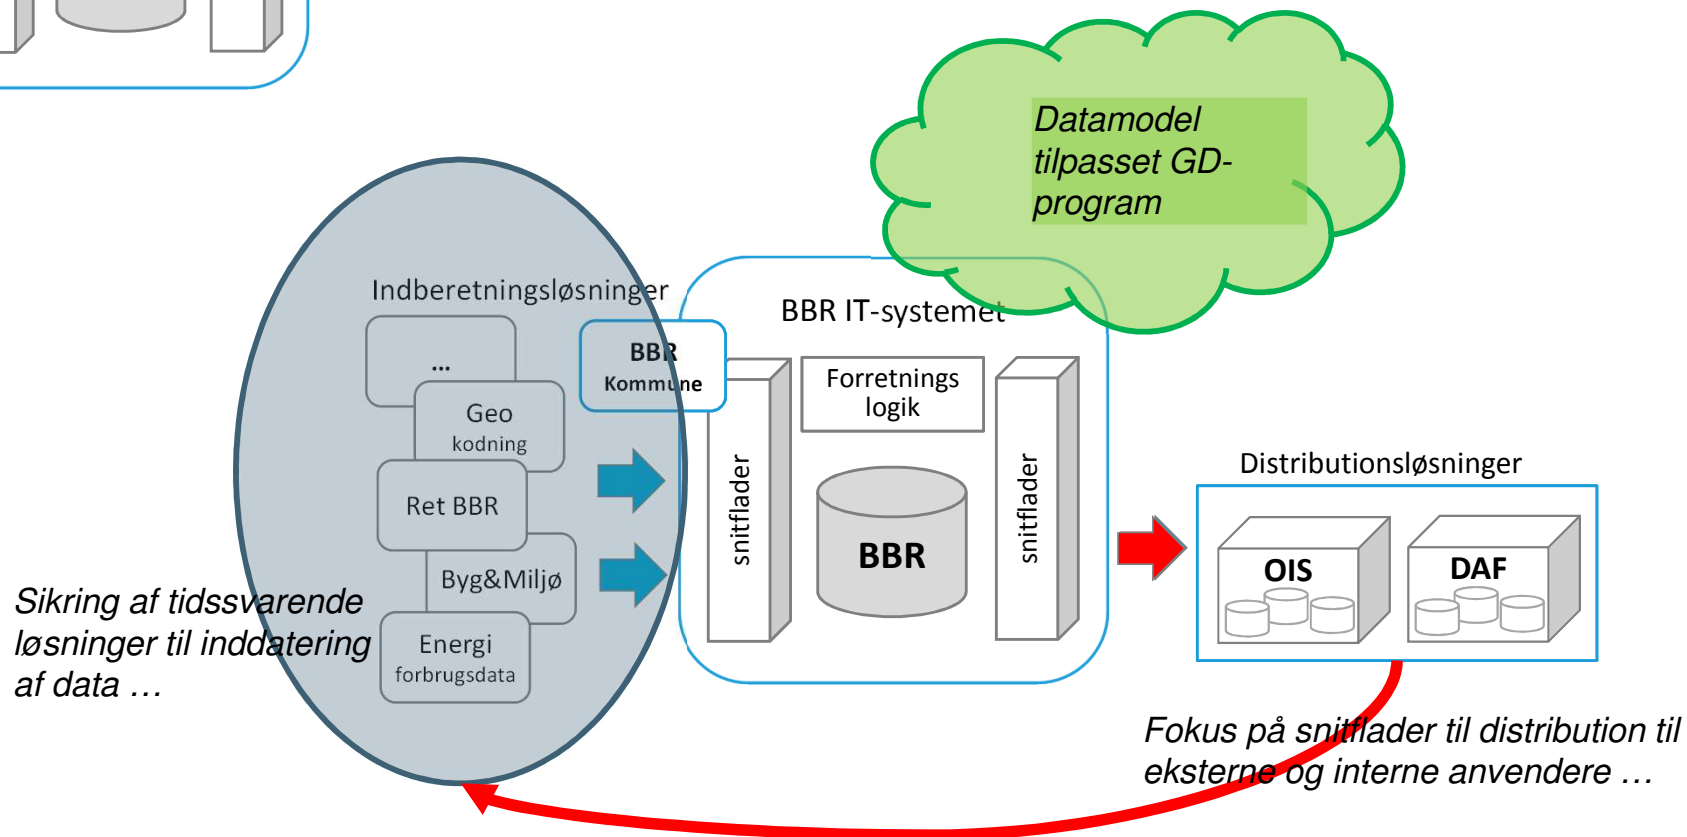 Datamodel
tilpasset GD-
program
Indberetningsløsninger
BBR IT-systemet
...
BBR
Kommune
Forretnings
logik
Geo
kodning
Ret BBR
snitflader
BBR
snitflader
Byg&Miljø
Energi
forbrugsdata
Distributionsløsninger
OIS
DAF
Sikring af tidssvarende
løsninger til inddatering
af data …
Fokus på snitflader til distribution til
eksterne og interne anvendere …